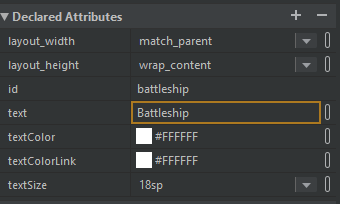 Declared Attributes + −
layout_width match_parent
layout_height wrap_content
id battleship
text Battleship
textColor #FFFFFF
textColorLink #FFFFFF
textSize 18sp